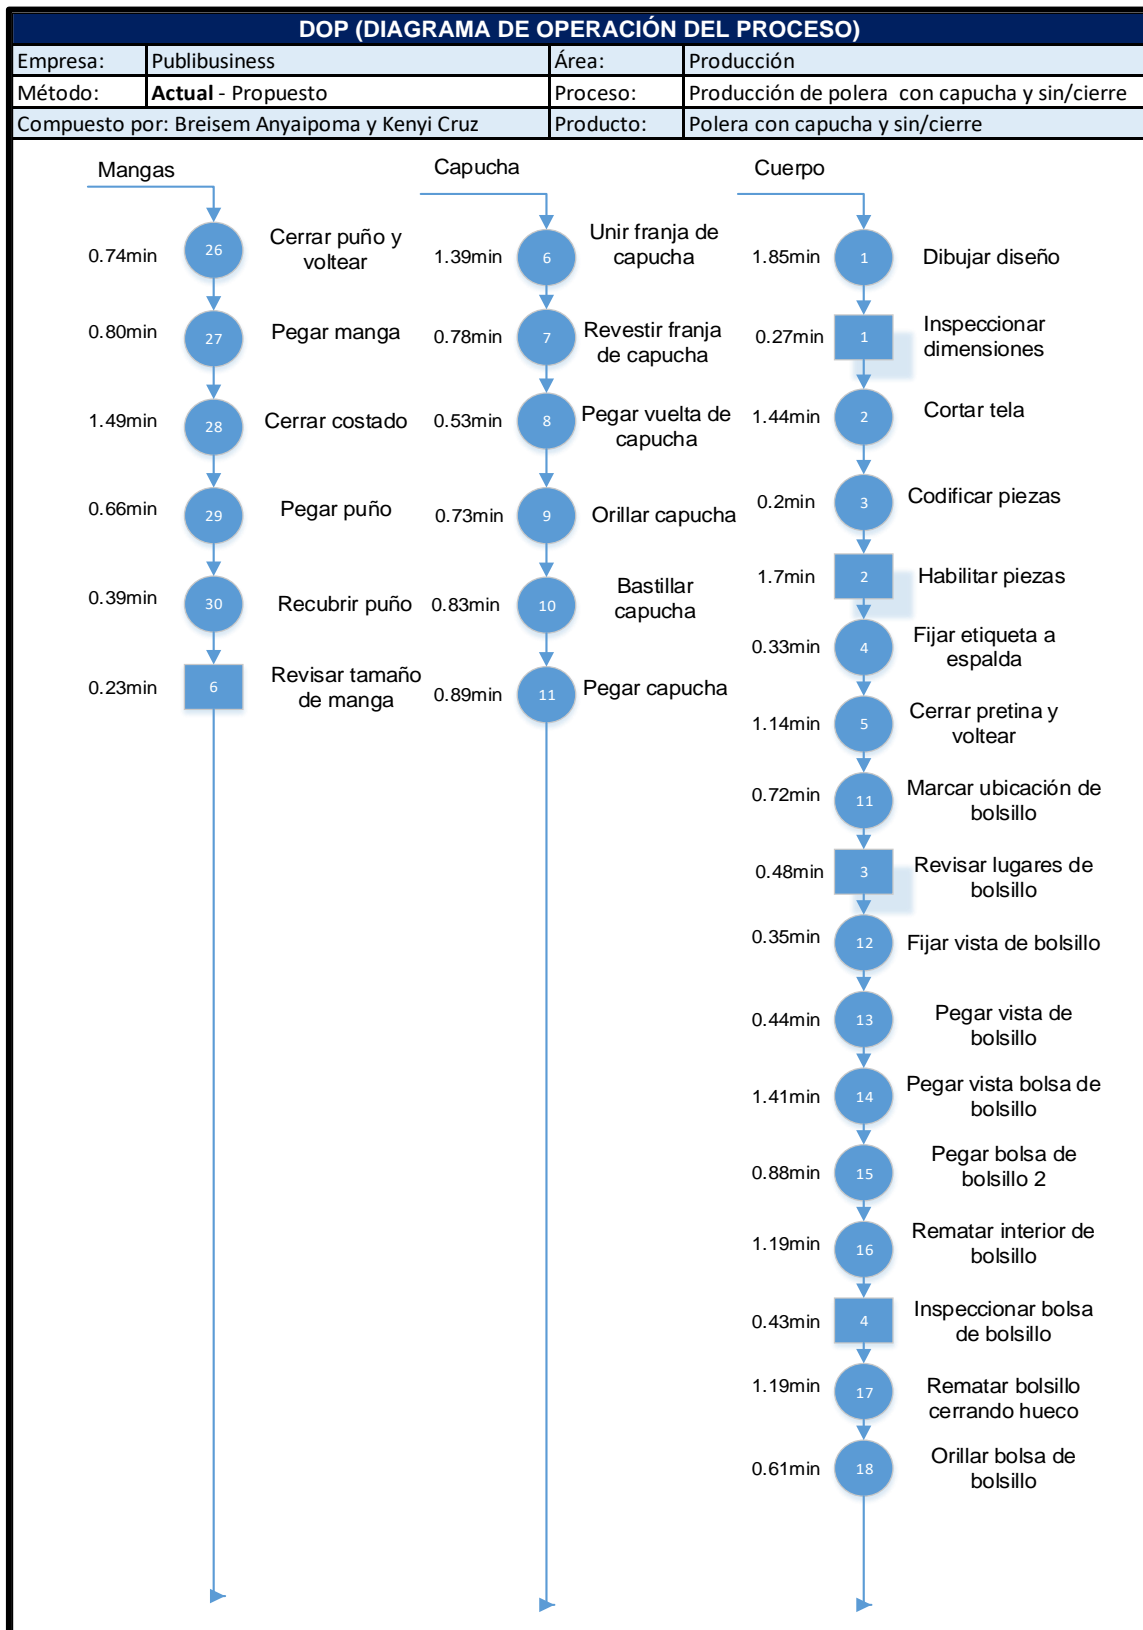 DOP (DIAGRAMA DE OPERACIÓN DEL PROCESO)
Empresa: Publibusiness Área: Producción
Método: Actual - Propuesto Proceso: Producción de polera con capucha y sin/cierre
Compuesto por: Breisem Anyaipoma y Kenyi Cruz Producto: Polera con capucha y sin/cierre
Mangas
0.74min 26 Cerrar puño y
voltear
0.80min 27 Pegar manga
1.49min 28 Cerrar costado
0.66min 29 Pegar puño
0.39min 30 Recubrir puño
0.23min 6 Revisar tamaño
de manga
Capucha
1.39min 6 Unir franja de
capucha
0.78min 7 Revestir franja
de capucha
0.53min 8 Pegar vuelta de
capucha
0.73min 9 Orillar capucha
0.83min 10 Bastillar
capucha
0.89min 11 Pegar capucha
Cuerpo
1.85min 1 Dibujar diseño
0.27min 1 Inspeccionar
dimensiones
1.44min 2 Cortar tela
0.2min 3 Codificar piezas
1.7min 2 Habilitar piezas
0.33min 4 Fijar etiqueta a
espalda
1.14min 5 Cerrar pretina y
voltear
0.72min 11 Marcar ubicación de
bolsillo
0.48min 3 Revisar lugares de
bolsillo
0.35min 12 Fijar vista de bolsillo
0.44min 13 Pegar vista de
bolsillo
1.41min 14 Pegar vista bolsa de
bolsillo
0.88min 15 Pegar bolsa de
bolsillo 2
1.19min 16 Rematar interior de
bolsillo
0.43min 4 Inspeccionar bolsa
de bolsillo
1.19min 17 Rematar bolsillo
cerrando hueco
0.61min 18 Orillar bolsa de
bolsillo